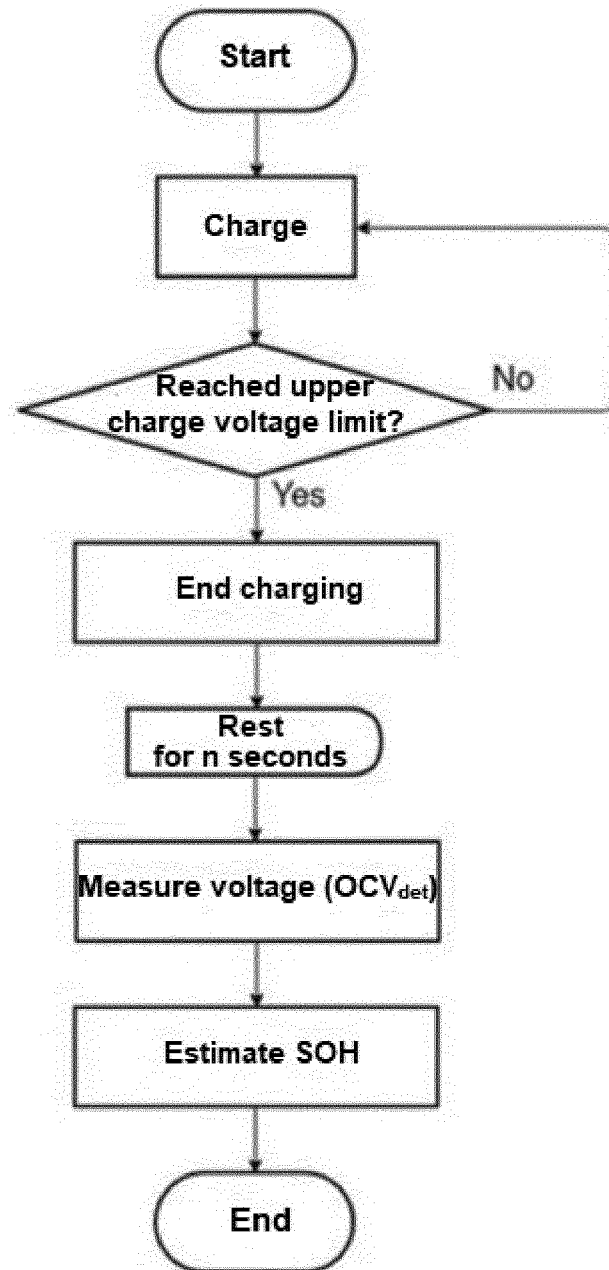 Start
Charge
Reached upper
charge voltage limit?
No
Yes
End charging
Rest
for n seconds
Measure voltage (OCVdet)
Estimate SOH
End